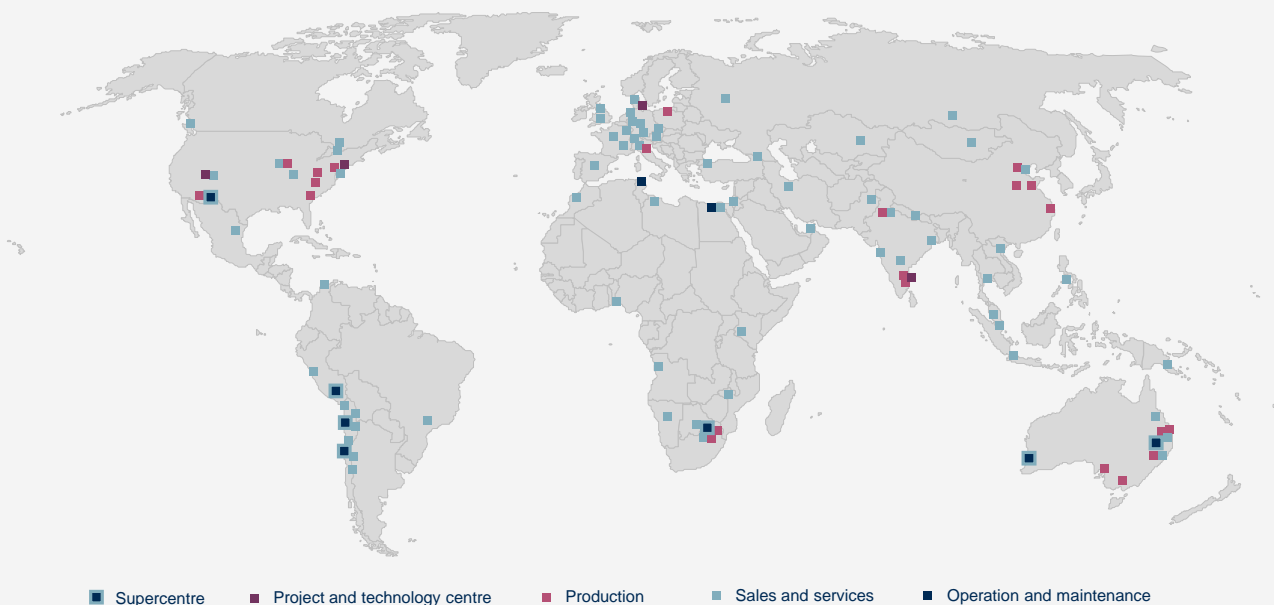 Supercentre
Project and technology centre
Production
Sales and services
Operation and maintenance